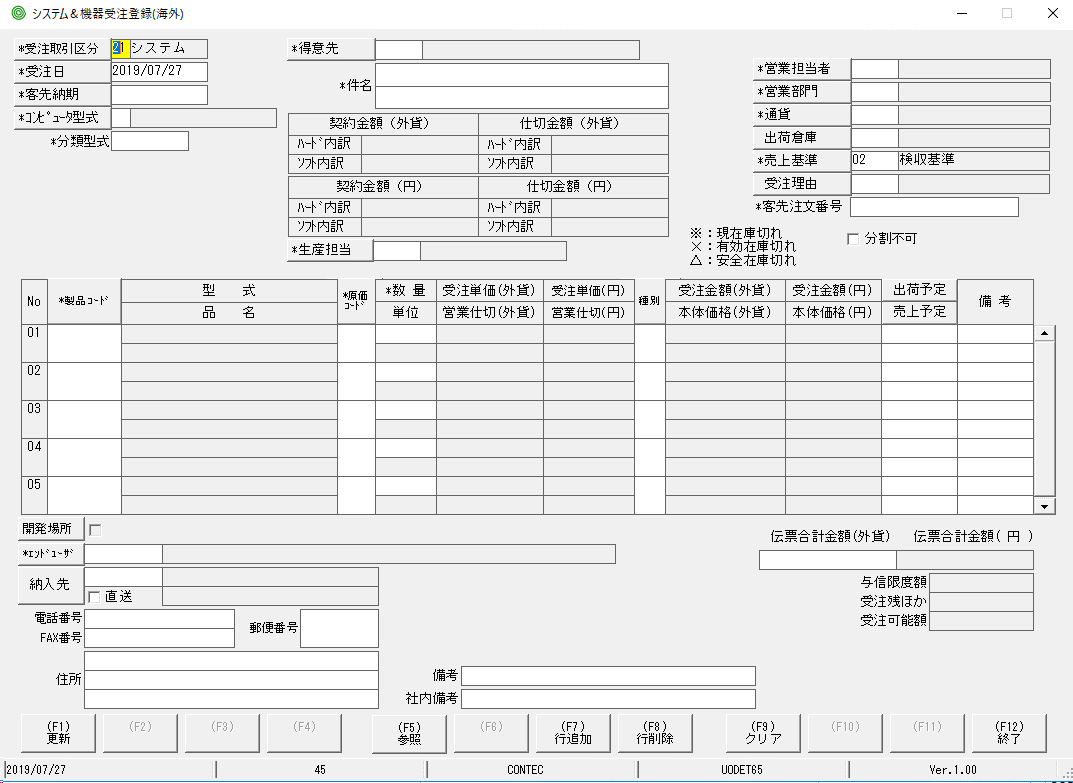 システム＆機器受注登録(海外)
*受注取引区分 21 システム
*受注日 2019/07/27
*客先納期
*ｺﾝﾋﾟｭｰﾀ型式
*分類型式
*得意先
*件名
契約金額（外貨） 仕切金額（外貨）
ﾊｰﾄﾞ内訳 ﾊｰﾄﾞ内訳
ｿﾌﾄ内訳 ｿﾌﾄ内訳
契約金額（円） 仕切金額（円）
ﾊｰﾄﾞ内訳 ﾊｰﾄﾞ内訳
ｿﾌﾄ内訳 ｿﾌﾄ内訳
*生産担当
*営業担当者
*営業部門
*通貨
出荷倉庫
*売上基準 02 検収基準
受注理由
*客先注文番号
※：現在庫切れ
×：有効在庫切れ
△：安全在庫切れ
分割不可
No *製品ｺｰﾄﾞ 型　　式 *原価ｺｰﾄﾞ *数 量 受注単価(外貨) 受注単価(円) 種別 受注金額(外貨) 受注金額(円) 出荷予定 備 考
品　　名 単位 営業仕切(外貨) 営業仕切(円) 本体価格(外貨) 本体価格(円) 売上予定
01
02
03
04
05
開発場所
*ｴﾝﾄﾞﾕｰｻﾞ
納入先
直送
電話番号
FAX番号
郵便番号
住所
伝票合計金額(外貨) 伝票合計金額( 円 )
与信限度額
受注残ほか
受注可能額
備考
社内備考
(F1) (F2) (F3) (F4) (F5) (F6) (F7) (F8) (F9) (F10) (F11) (F12)
更新 参照 行追加 行削除 クリア 終了
2019/07/27 45 CONTEC UODET65 Ver.1.00